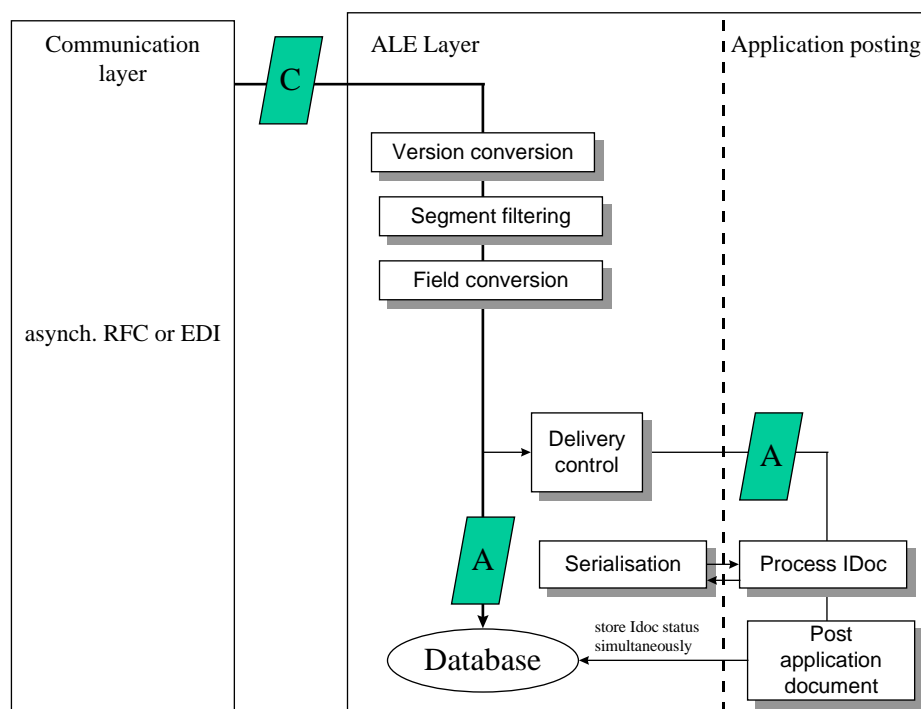 Communication
layer
C
ALE Layer
Application posting
Version conversion
Segment filtering
Field conversion
asynch. RFC or EDI
Delivery
control
A
A
Serialisation
Process IDoc
store Idoc status
simultaneously
Database
Post
application
document